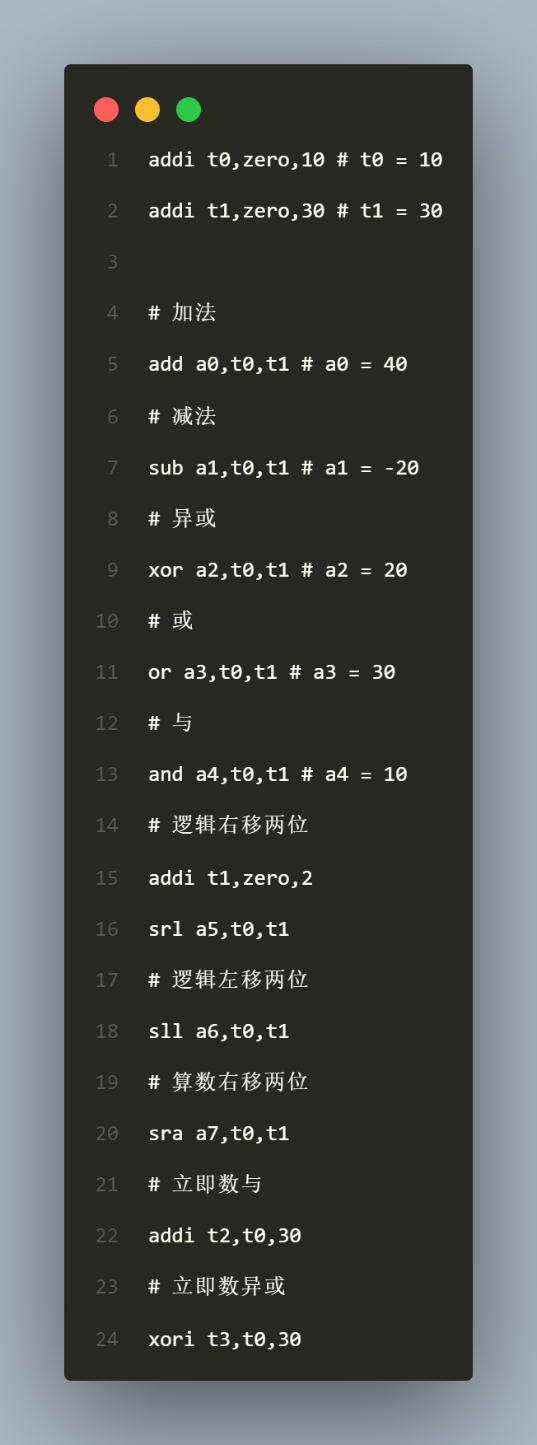 1 addi t0,zero,10 # t0 = 10
2 addi t1,zero,30 # t1 = 30
3
4 # 加法
5 add a0,t0,t1 # a0 = 40
6 # 减法
7 sub a1,t0,t1 # a1 = -20
8 # 异或
9 xor a2,t0,t1 # a2 = 20
10 # 或
11 or a3,t0,t1 # a3 = 30
12 # 与
13 and a4,t0,t1 # a4 = 10
14 # 逻辑右移两位
15 addi t1,zero,2
16 srl a5,t0,t1
17 # 逻辑左移两位
18 sll a6,t0,t1
19 # 算数右移两位
20 sra a7,t0,t1
21 # 立即数与
22 addi t2,t0,30
23 # 立即数异或
24 xori t3,t0,30